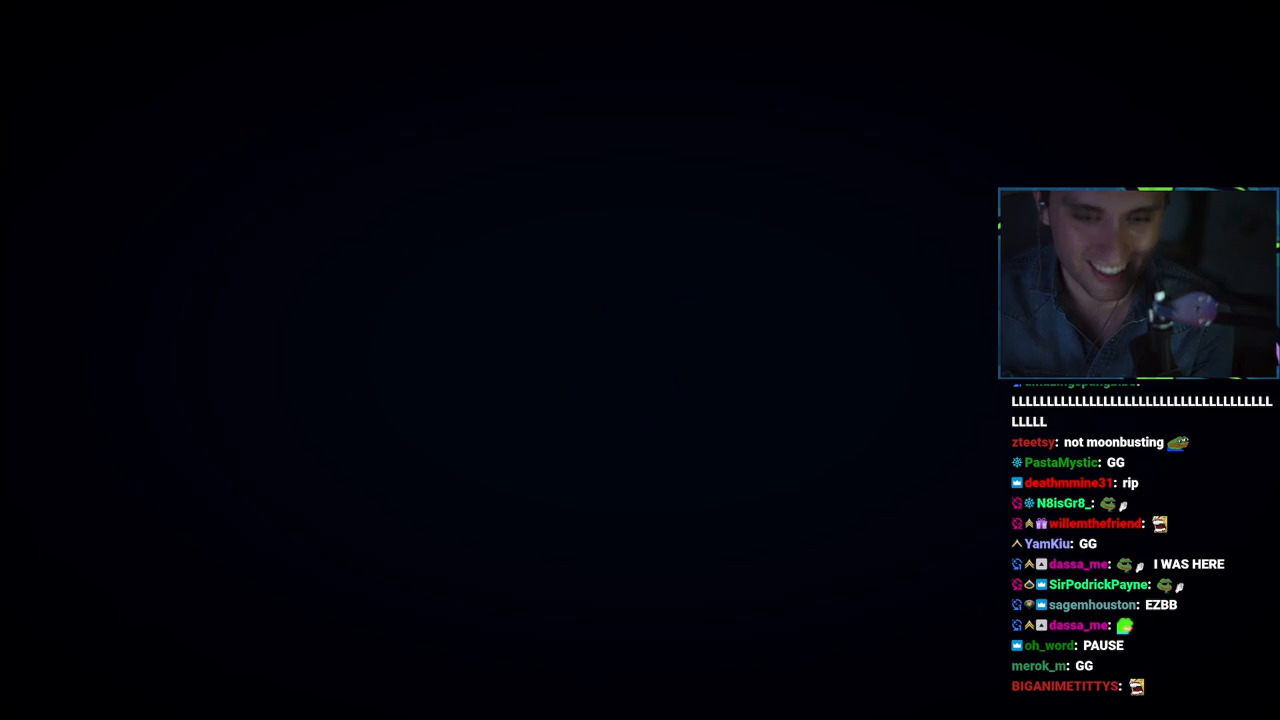 LLLLLLLLLLLLLLLLLLLLLLLLLLLLLLLLLLLLL
LLLLL
zteetsy: not moonbusting
PastaMystic: GG
deathmmine31: rip
N8isGr8_:
willemthefriend:
YamKiu: GG
dassa_me: I WAS HERE
SirPodrickPayne:
sagemhouston: EZBB
dassa_me:
oh_word: PAUSE
merok_m: GG
BIGANIMETITTYS: